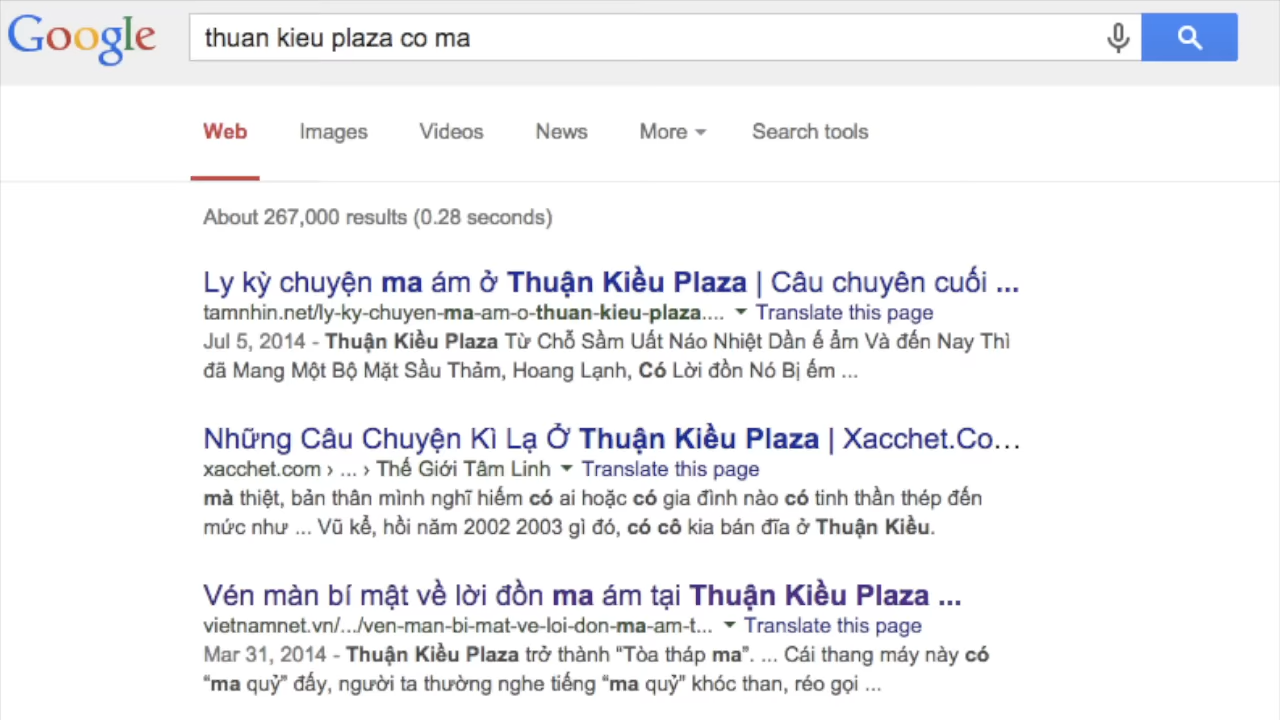 Google
thuan kieu plaza co ma
Web Images Videos News More Search tools
About 267,000 results (0.28 seconds)
Ly kỳ chuyện ma ám ở Thuận Kiều Plaza | Câu chuyên cuối ...
tamnhin.net/ly-ky-chuyen-ma-am-o-thuan-kieu-plaza.... Translate this page
Jul 5, 2014 - Thuận Kiều Plaza Từ Chỗ Sầm Uất Náo Nhiệt Dần ế ẩm Và đến Nay Thì
đã Mang Một Bộ Mặt Sầu Thảm, Hoang Lạnh, Có Lời đồn Nó Bị ếm ...
Những Câu Chuyện Kì Lạ Ở Thuận Kiều Plaza | Xacchet.Co...
xacchet.com › ... › Thế Giới Tâm Linh Translate this page
mà thiệt, bản thân mình nghĩ hiếm có ai hoặc có gia đình nào có tinh thần thép đến
mức như ... Vũ kể, hồi năm 2002 2003 gì đó, có cô kia bán đĩa ở Thuận Kiều.
Vén màn bí mật về lời đồn ma ám tại Thuận Kiều Plaza ...
vietnamnet.vn/.../ven-man-bi-mat-ve-loi-don-ma-am-t... Translate this page
Mar 31, 2014 - Thuận Kiều Plaza trở thành “Tòa tháp ma”. ... Cái thang máy này có
“ma quỷ” đấy, người ta thường nghe tiếng “ma quỷ” khóc than, réo gọi ...